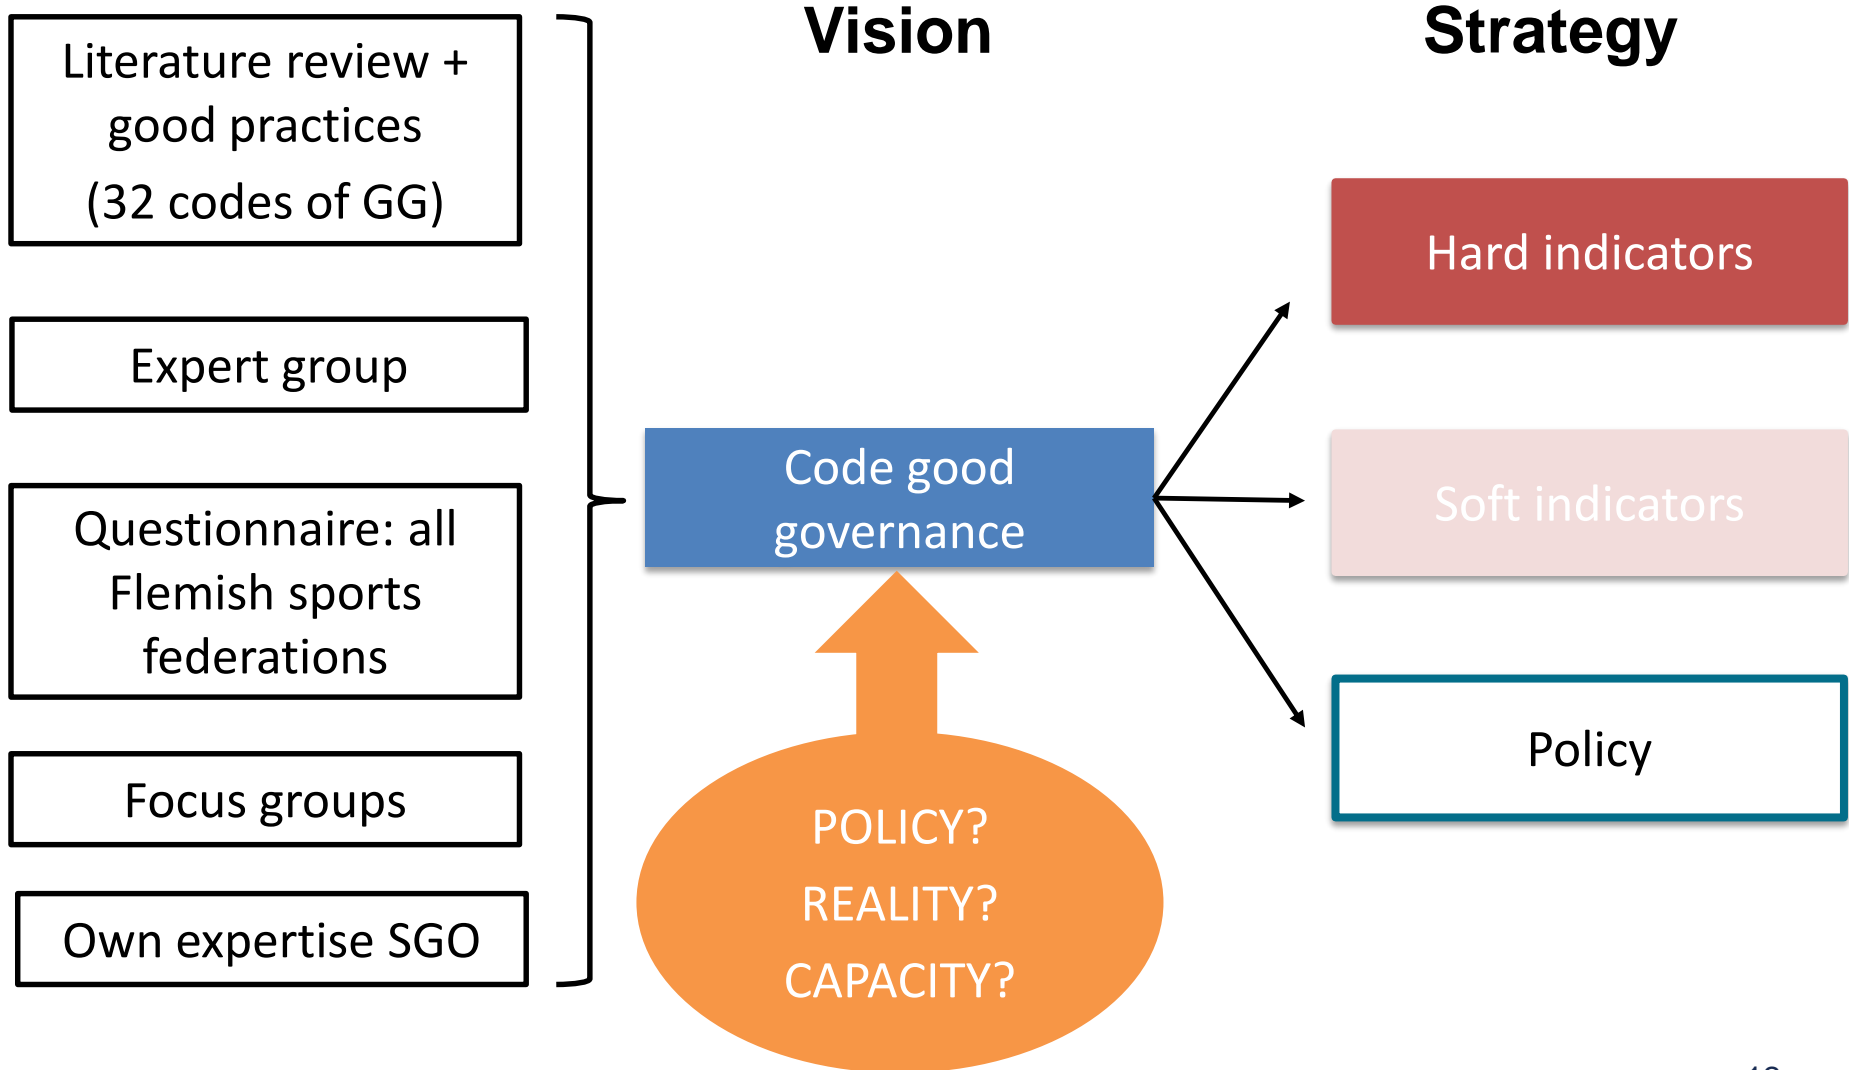 Vision
Strategy
Literature review +
good practices
(32 codes of GG)
Expert group
Questionnaire: all
Flemish sports
federations
Focus groups
Own expertise SGO
Code good
governance
POLICY?
REALITY?
CAPACITY?
Hard indicators
Soft indicators
Policy